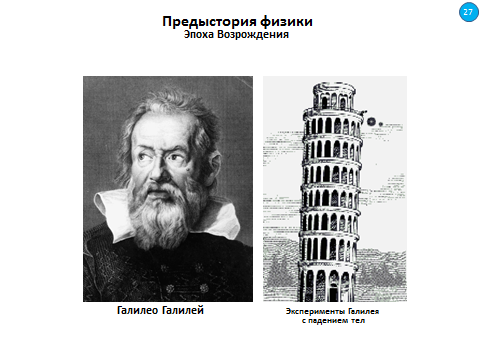 27
Предыстория физики
Эпоха Возрождения
Галилео Галилей
Эксперименты Галилея
с падением тел